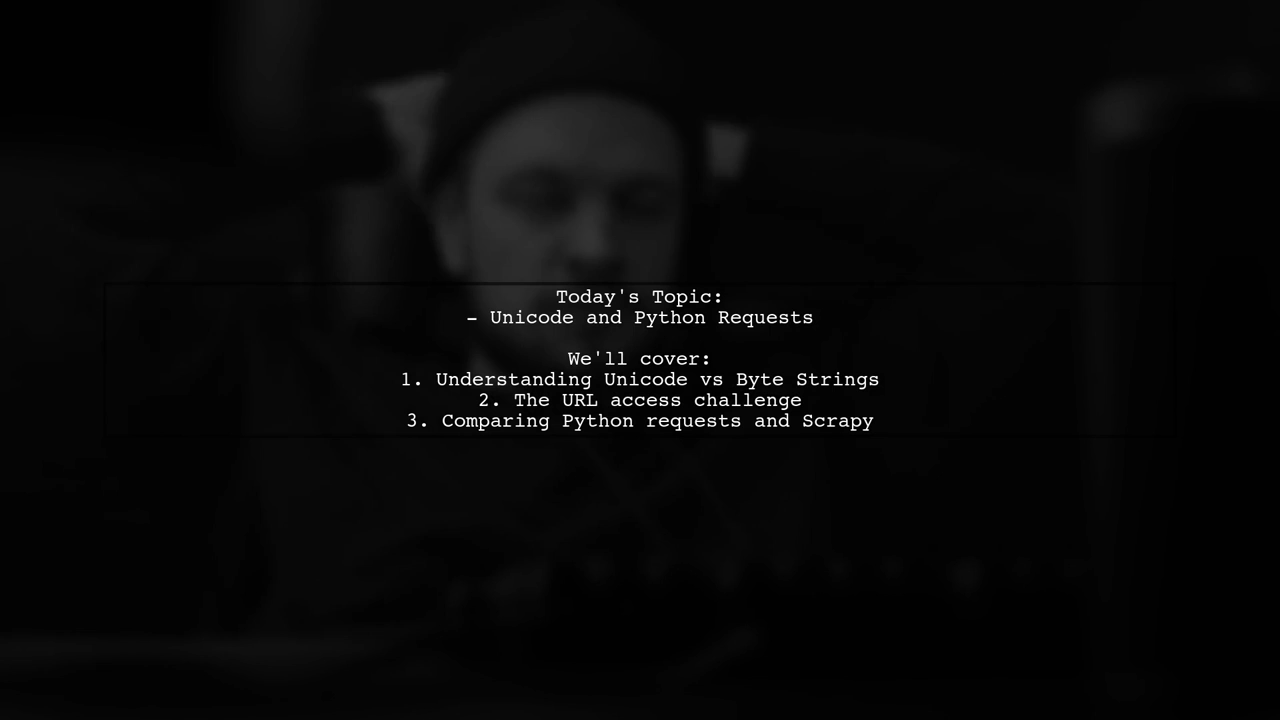 Today's Topic:
- Unicode and Python Requests
We'll cover:
1. Understanding Unicode vs Byte Strings
2. The URL access challenge
3. Comparing Python requests and Scrapy